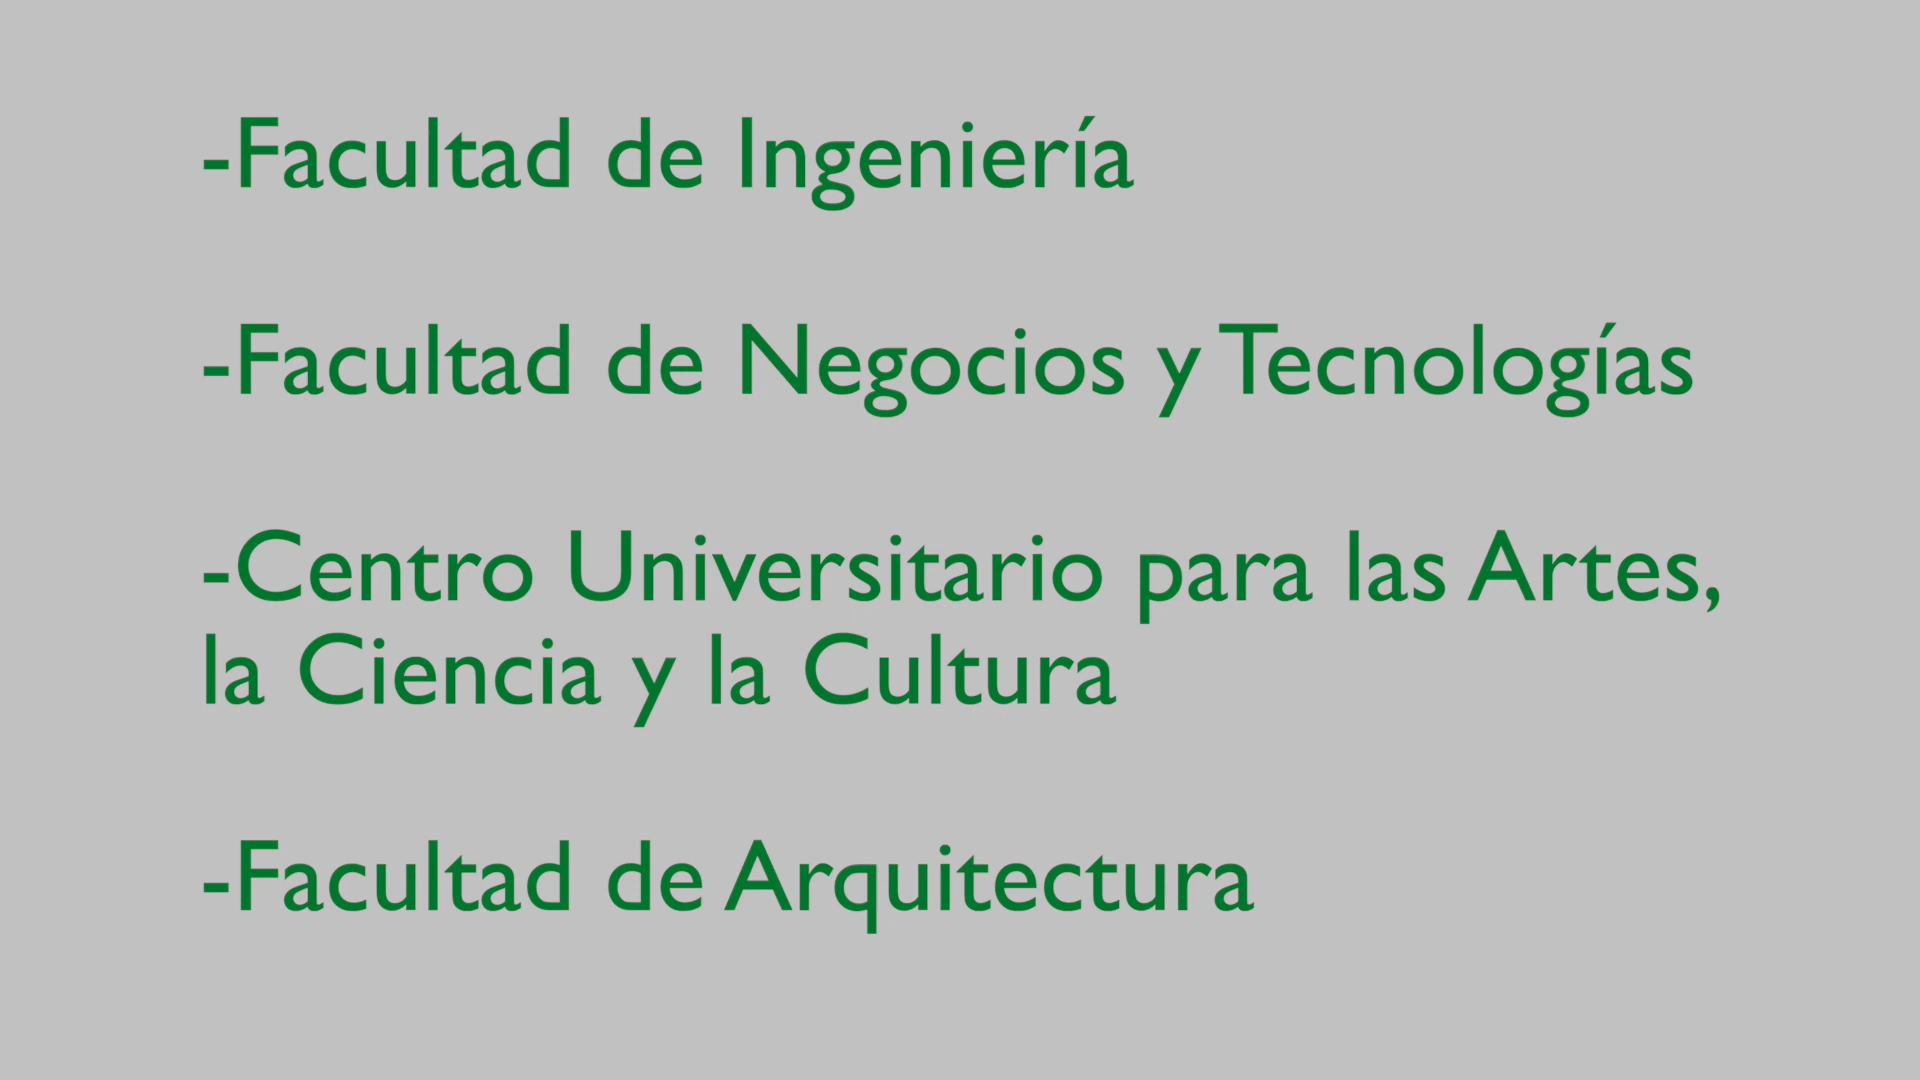 -Facultad de Ingeniería
-Facultad de Negocios y Tecnologías
-Centro Universitario para las Artes,
la Ciencia y la Cultura
-Facultad de Arquitectura